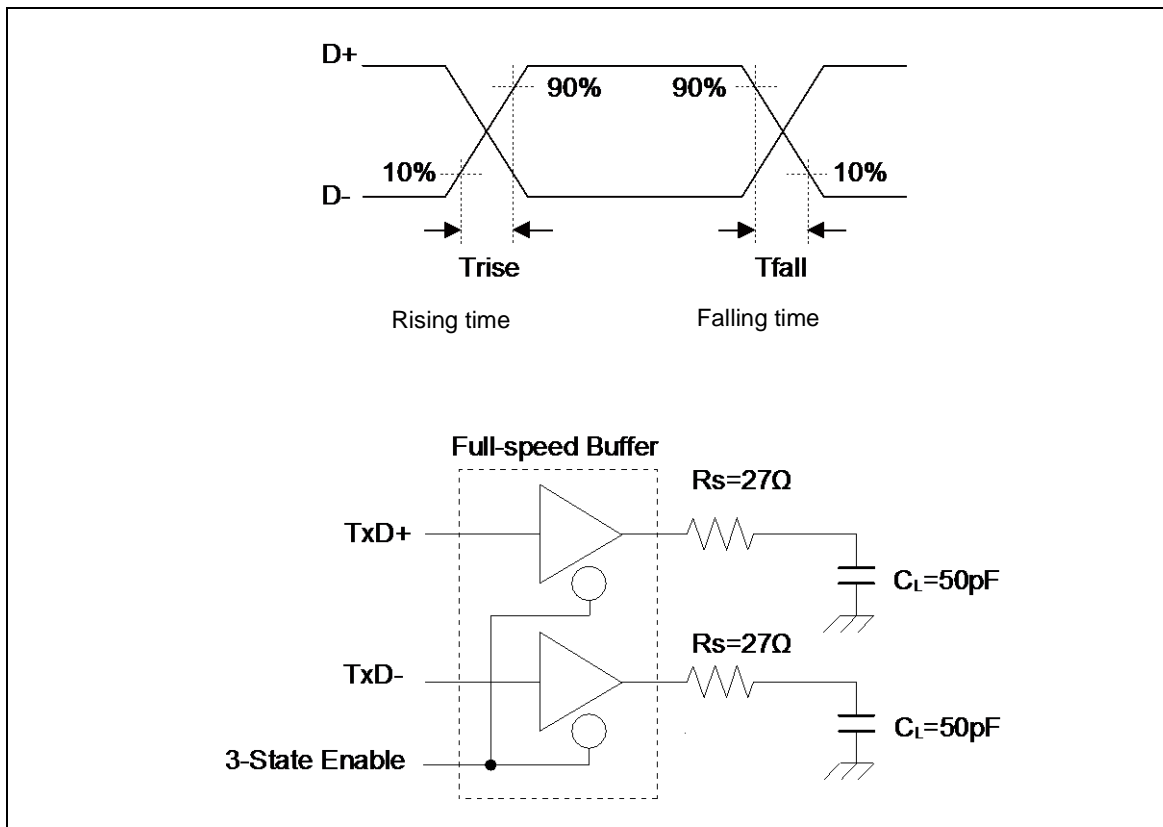 D+
90% 90%
10% 10%
D-
Trise Tfall
Rising time Falling time
Full-speed Buffer
Rs=27Ω
TxD+
CL=50pF
Rs=27Ω
TxD-
CL=50pF
3-State Enable